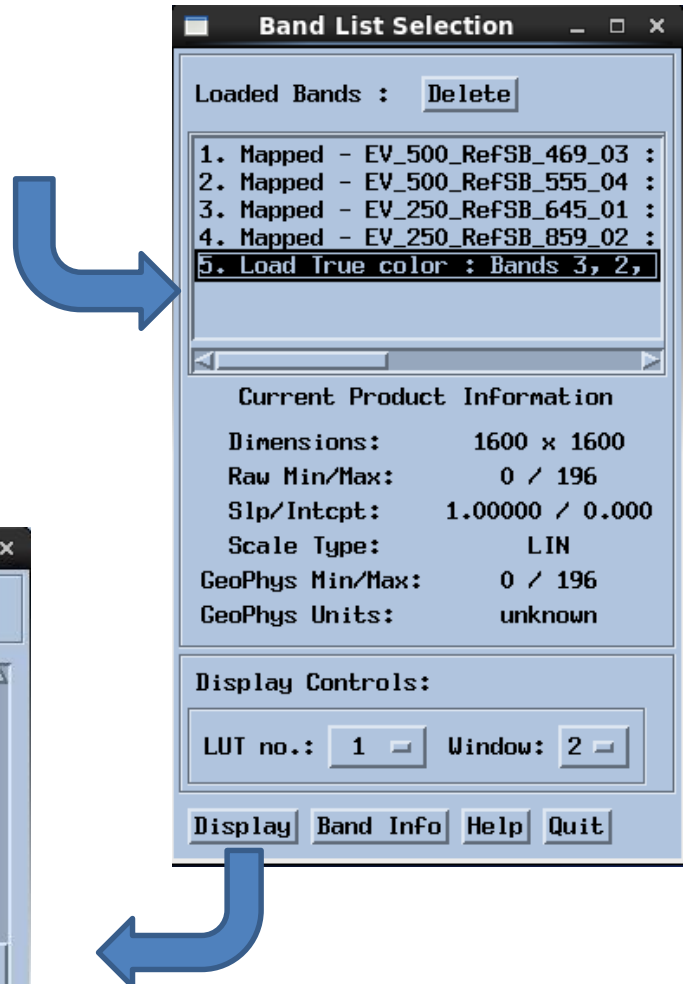 Band List Selection
Loaded Bands : Delete
1. Mapped - EV_500_RefSB_469_03 :
2. Mapped - EV_500_RefSB_555_04 :
3. Mapped - EV_250_RefSB_645_01 :
4. Mapped - EV_250_RefSB_859_02 :
5. Load True color : Bands 3, 2,
Current Product Information
Dimensions: 1600 x 1600
Raw Min/Max: 0 / 196
Slp/Intcpt: 1.00000 / 0.000
Scale Type: LIN
GeoPhys Min/Max: 0 / 196
GeoPhys Units: unknown
Display Controls:
LUT no.: 1 Window: 2
Display Band Info Help Quit